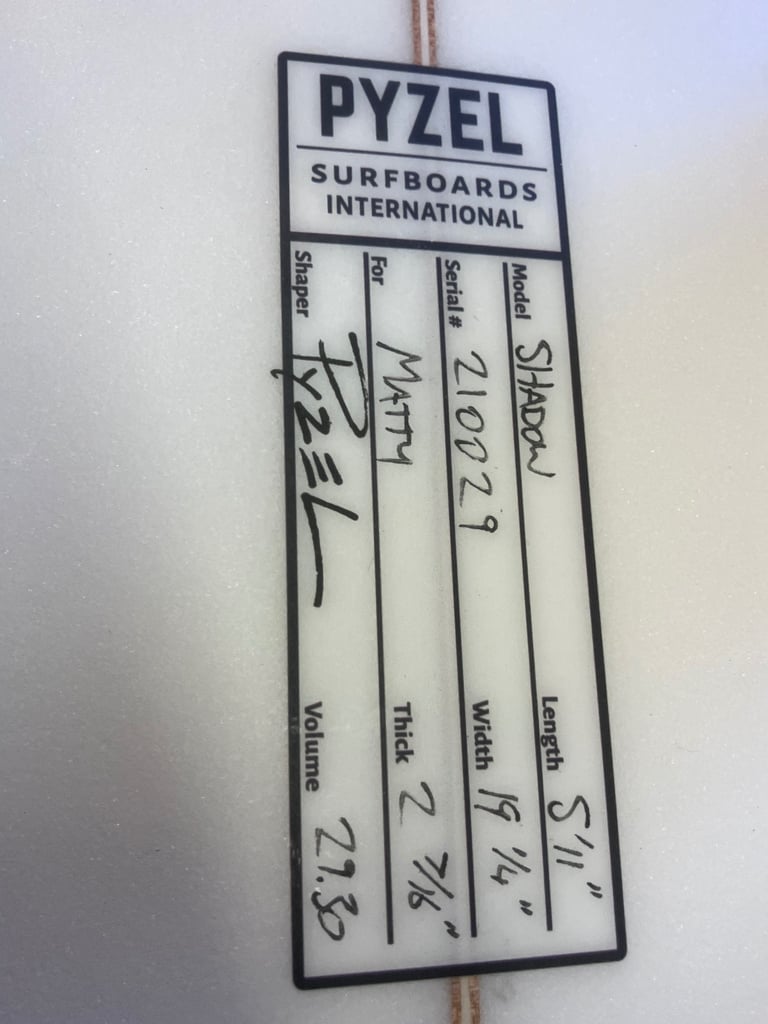 PYZEL
SURFBOARDS
INTERNATIONAL
Model SHADOW Length 5'11"
Serial # 210029 Width 19 1/4"
For MATTY Thick 2 7/16"
Shaper PYZEL Volume 29.30